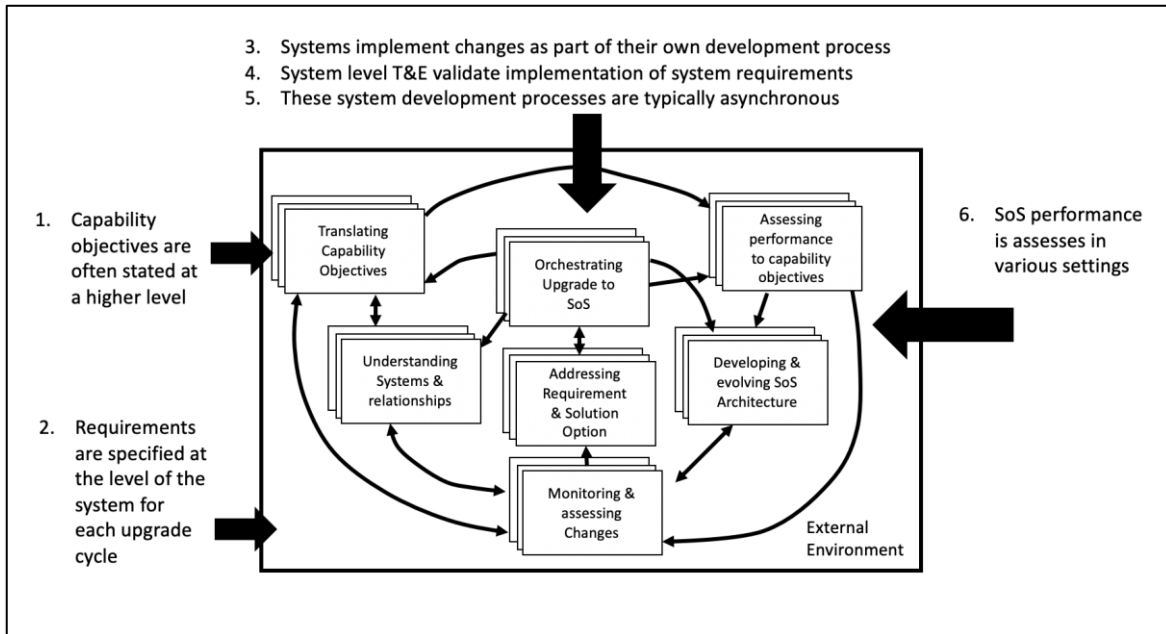 3. Systems implement changes as part of their own development process
4. System level T&E validate implementation of system requirements
5. These system development processes are typically asynchronous
1. Capability
objectives are
often stated at
a higher level
Translating
Capability
Objectives
Orchestrating
Upgrade to
SoS
Assessing
performance
to capability
objectives
6. SoS performance
is assesses in
various settings
Understanding
Systems &
relationships
Addressing
Requirement
& Solution
Option
Developing &
evolving SoS
Architecture
2. Requirements
are specified at
the level of the
system for
each upgrade
cycle
Monitoring &
assessing
Changes
External
Environment